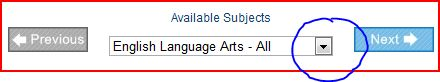 Available Subjects
Previous
English Language Arts - All
Next